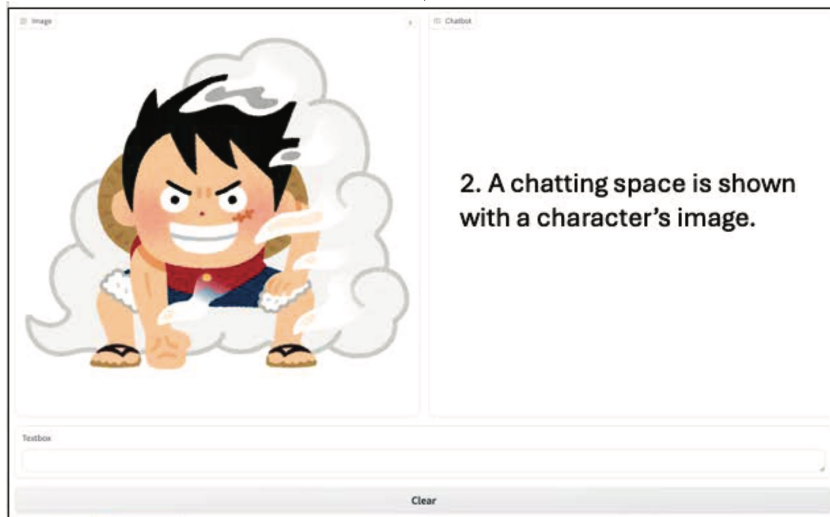 Image
Chatbot
2. A chatting space is shown
with a character’s image.
Textbox
Clear